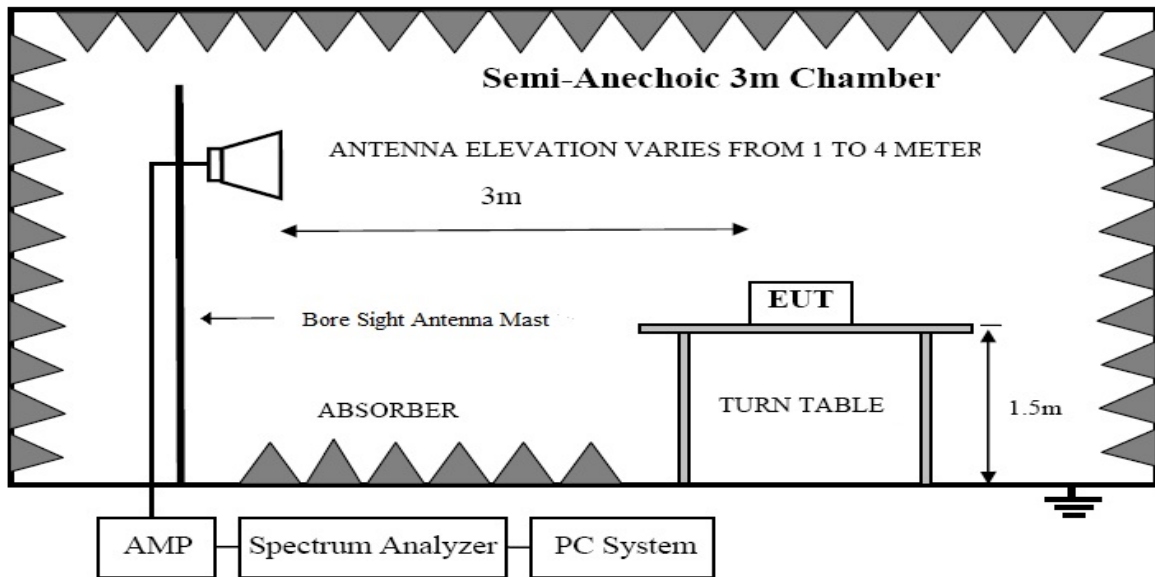 Semi-Anechoic 3m Chamber
ANTENNA ELEVATION VARIES FROM 1 TO 4 METER
3m
EUT
Bore Sight Antenna Mast
ABSORBER
TURN TABLE
1.5m
AMP
Spectrum Analyzer
PC System